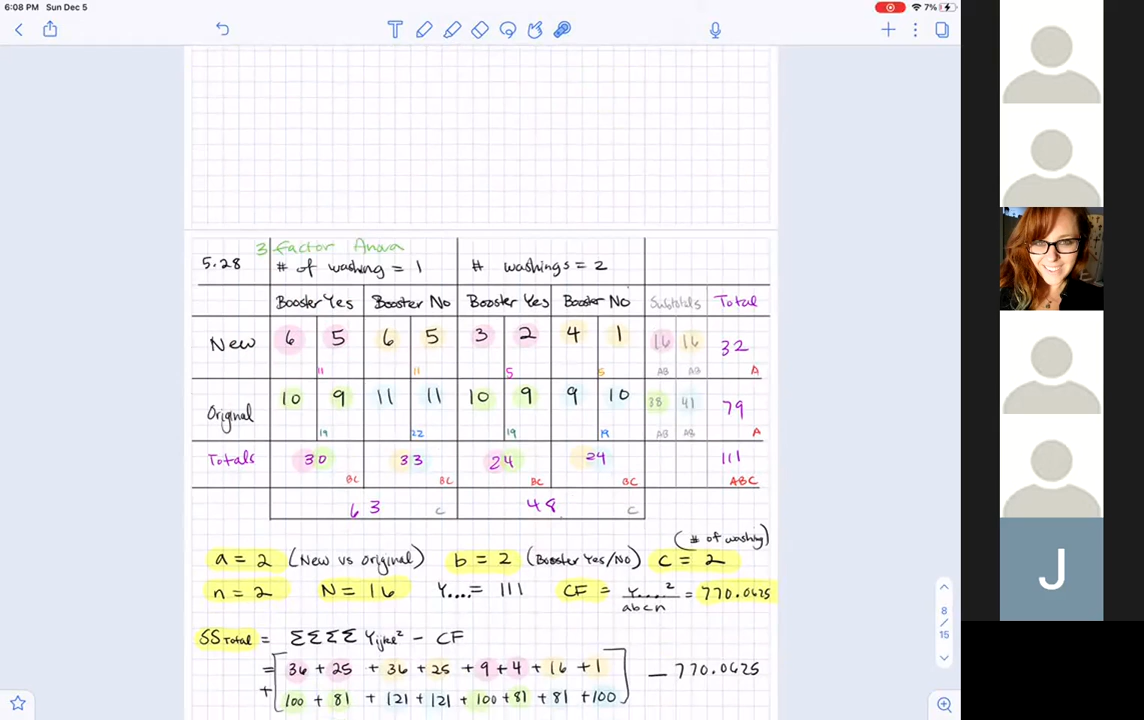 6:08 PM Sun Dec 5
7%
3 Factor Anova
5.28 # of washing = 1 # washings = 2
Booster Yes Booster No Booster Yes Booster No Subtotals Total
New 6 5 6 5 3 2 4 1 16 16 32
11 11 5 5 AB AB A
Original 10 9 11 11 10 9 9 10 38 41 79
19 22 19 19 AB AB A
Totals 30 33 24 24 111
BC BC BC BC ABC
63 C 48 C
(# of washing)
a = 2 (New vs Original) b = 2 (Booster Yes/No) c = 2
n = 2 N = 16 Y.... = 111 CF = Y....² / abcn = 770.0625
SS Total = ΣΣΣΣ Yijkl² - CF
= [36 + 25 + 36 + 25 + 9 + 4 + 16 + 1 — 770.0625
+ 100 + 81 + 121 + 121 + 100 + 81 + 81 + 100]
8
/
15
J